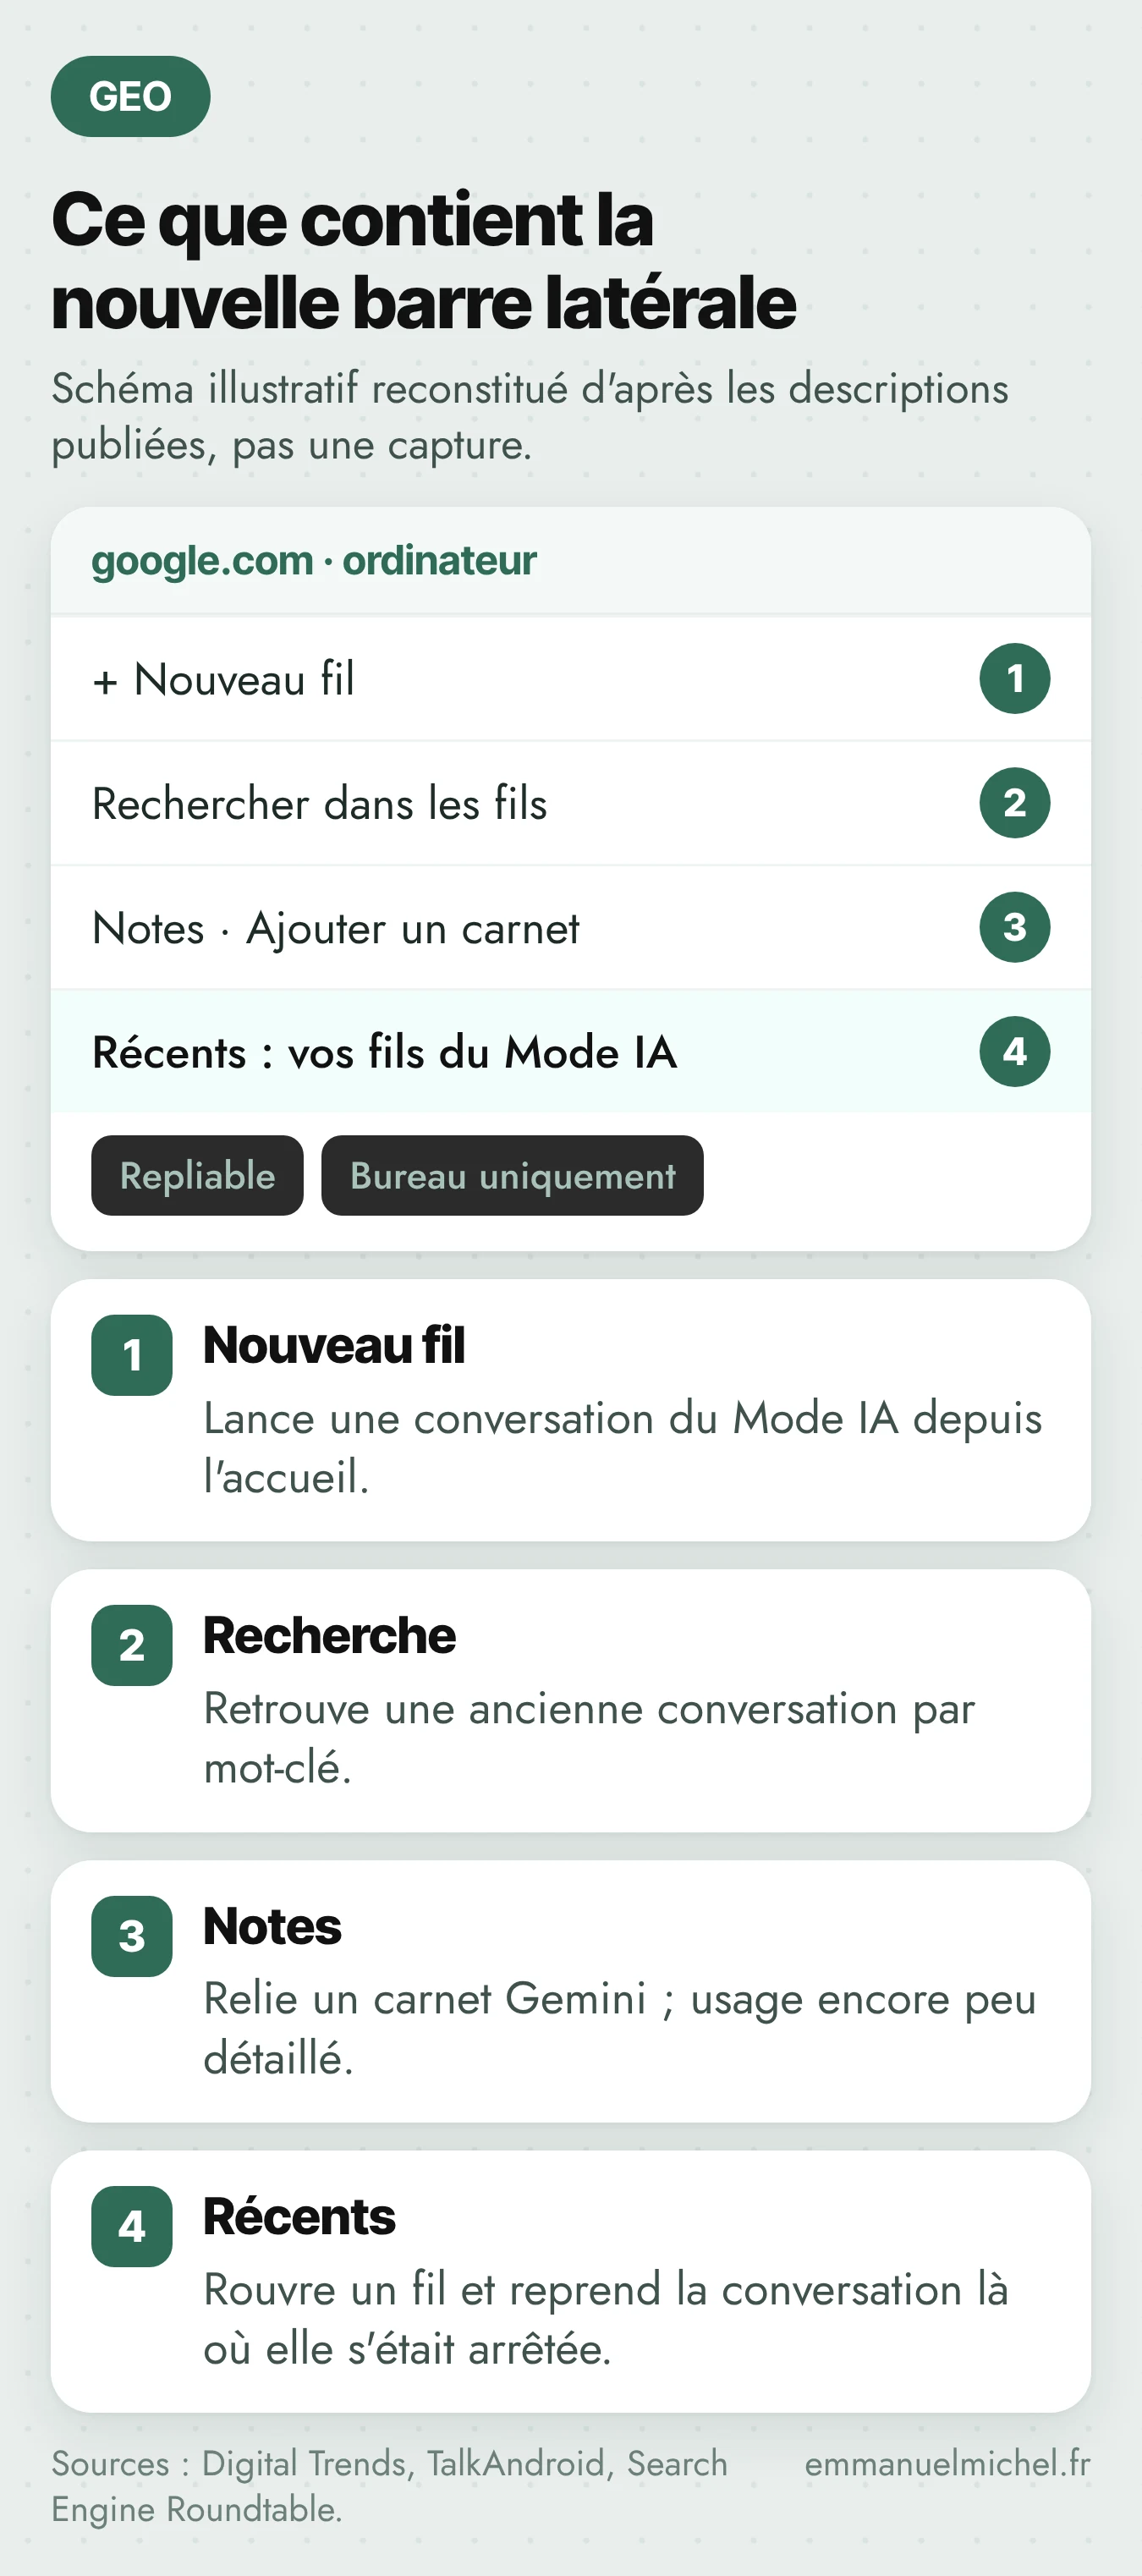 GEO
Ce que contient la
nouvelle barre latérale
Schéma illustratif reconstitué d'après les descriptions
publiées, pas une capture.
google.com · ordinateur
+ Nouveau fil 1
Rechercher dans les fils 2
Notes · Ajouter un carnet 3
Récents : vos fils du Mode IA 4
Repliable Bureau uniquement
1 Nouveau fil
Lance une conversation du Mode IA depuis
l'accueil.
2 Recherche
Retrouve une ancienne conversation par
mot-clé.
3 Notes
Relie un carnet Gemini ; usage encore peu
détaillé.
4 Récents
Rouvre un fil et reprend la conversation là
où elle s'était arrêtée.
Sources : Digital Trends, TalkAndroid, Search emmanuelmichel.fr
Engine Roundtable.